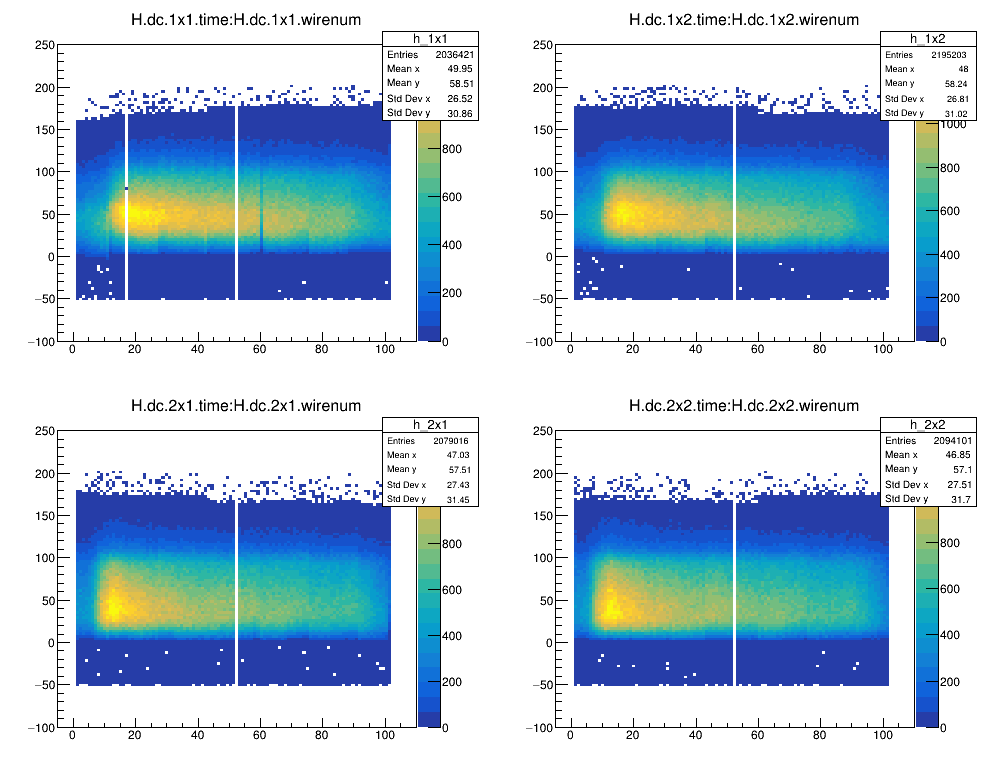 H.dc.1x1.time:H.dc.1x1.wirenum
h_1x1
Entries 2036421
Mean x 49.95
Mean y 58.51
Std Dev x 26.52
Std Dev y 30.86
250
200
150
100
50
0
−50
−100
0 20 40 60 80 100
800
600
400
200
0
H.dc.1x2.time:H.dc.1x2.wirenum
h_1x2
Entries 2195203
Mean x 48
Mean y 58.24
Std Dev x 26.81
Std Dev y 31.02
250
200
150
100
50
0
−50
−100
0 20 40 60 80 100
1000
800
600
400
200
0
H.dc.2x1.time:H.dc.2x1.wirenum
h_2x1
Entries 2079016
Mean x 47.03
Mean y 57.51
Std Dev x 27.43
Std Dev y 31.45
250
200
150
100
50
0
−50
−100
0 20 40 60 80 100
800
600
400
200
0
H.dc.2x2.time:H.dc.2x2.wirenum
h_2x2
Entries 2094101
Mean x 46.85
Mean y 57.1
Std Dev x 27.51
Std Dev y 31.7
250
200
150
100
50
0
−50
−100
0 20 40 60 80 100
800
600
400
200
0